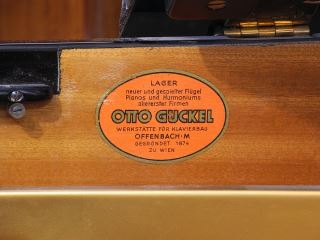 LAGER
neuer und gespielter Flügel
Pianos und Harmoniums
allererster Firmen
OTTO GÜCKEL
WERKSTÄTTE FÜR KLAVIERBAU
OFFENBACH·M
GEGRÜNDET 1874
ZU WIEN